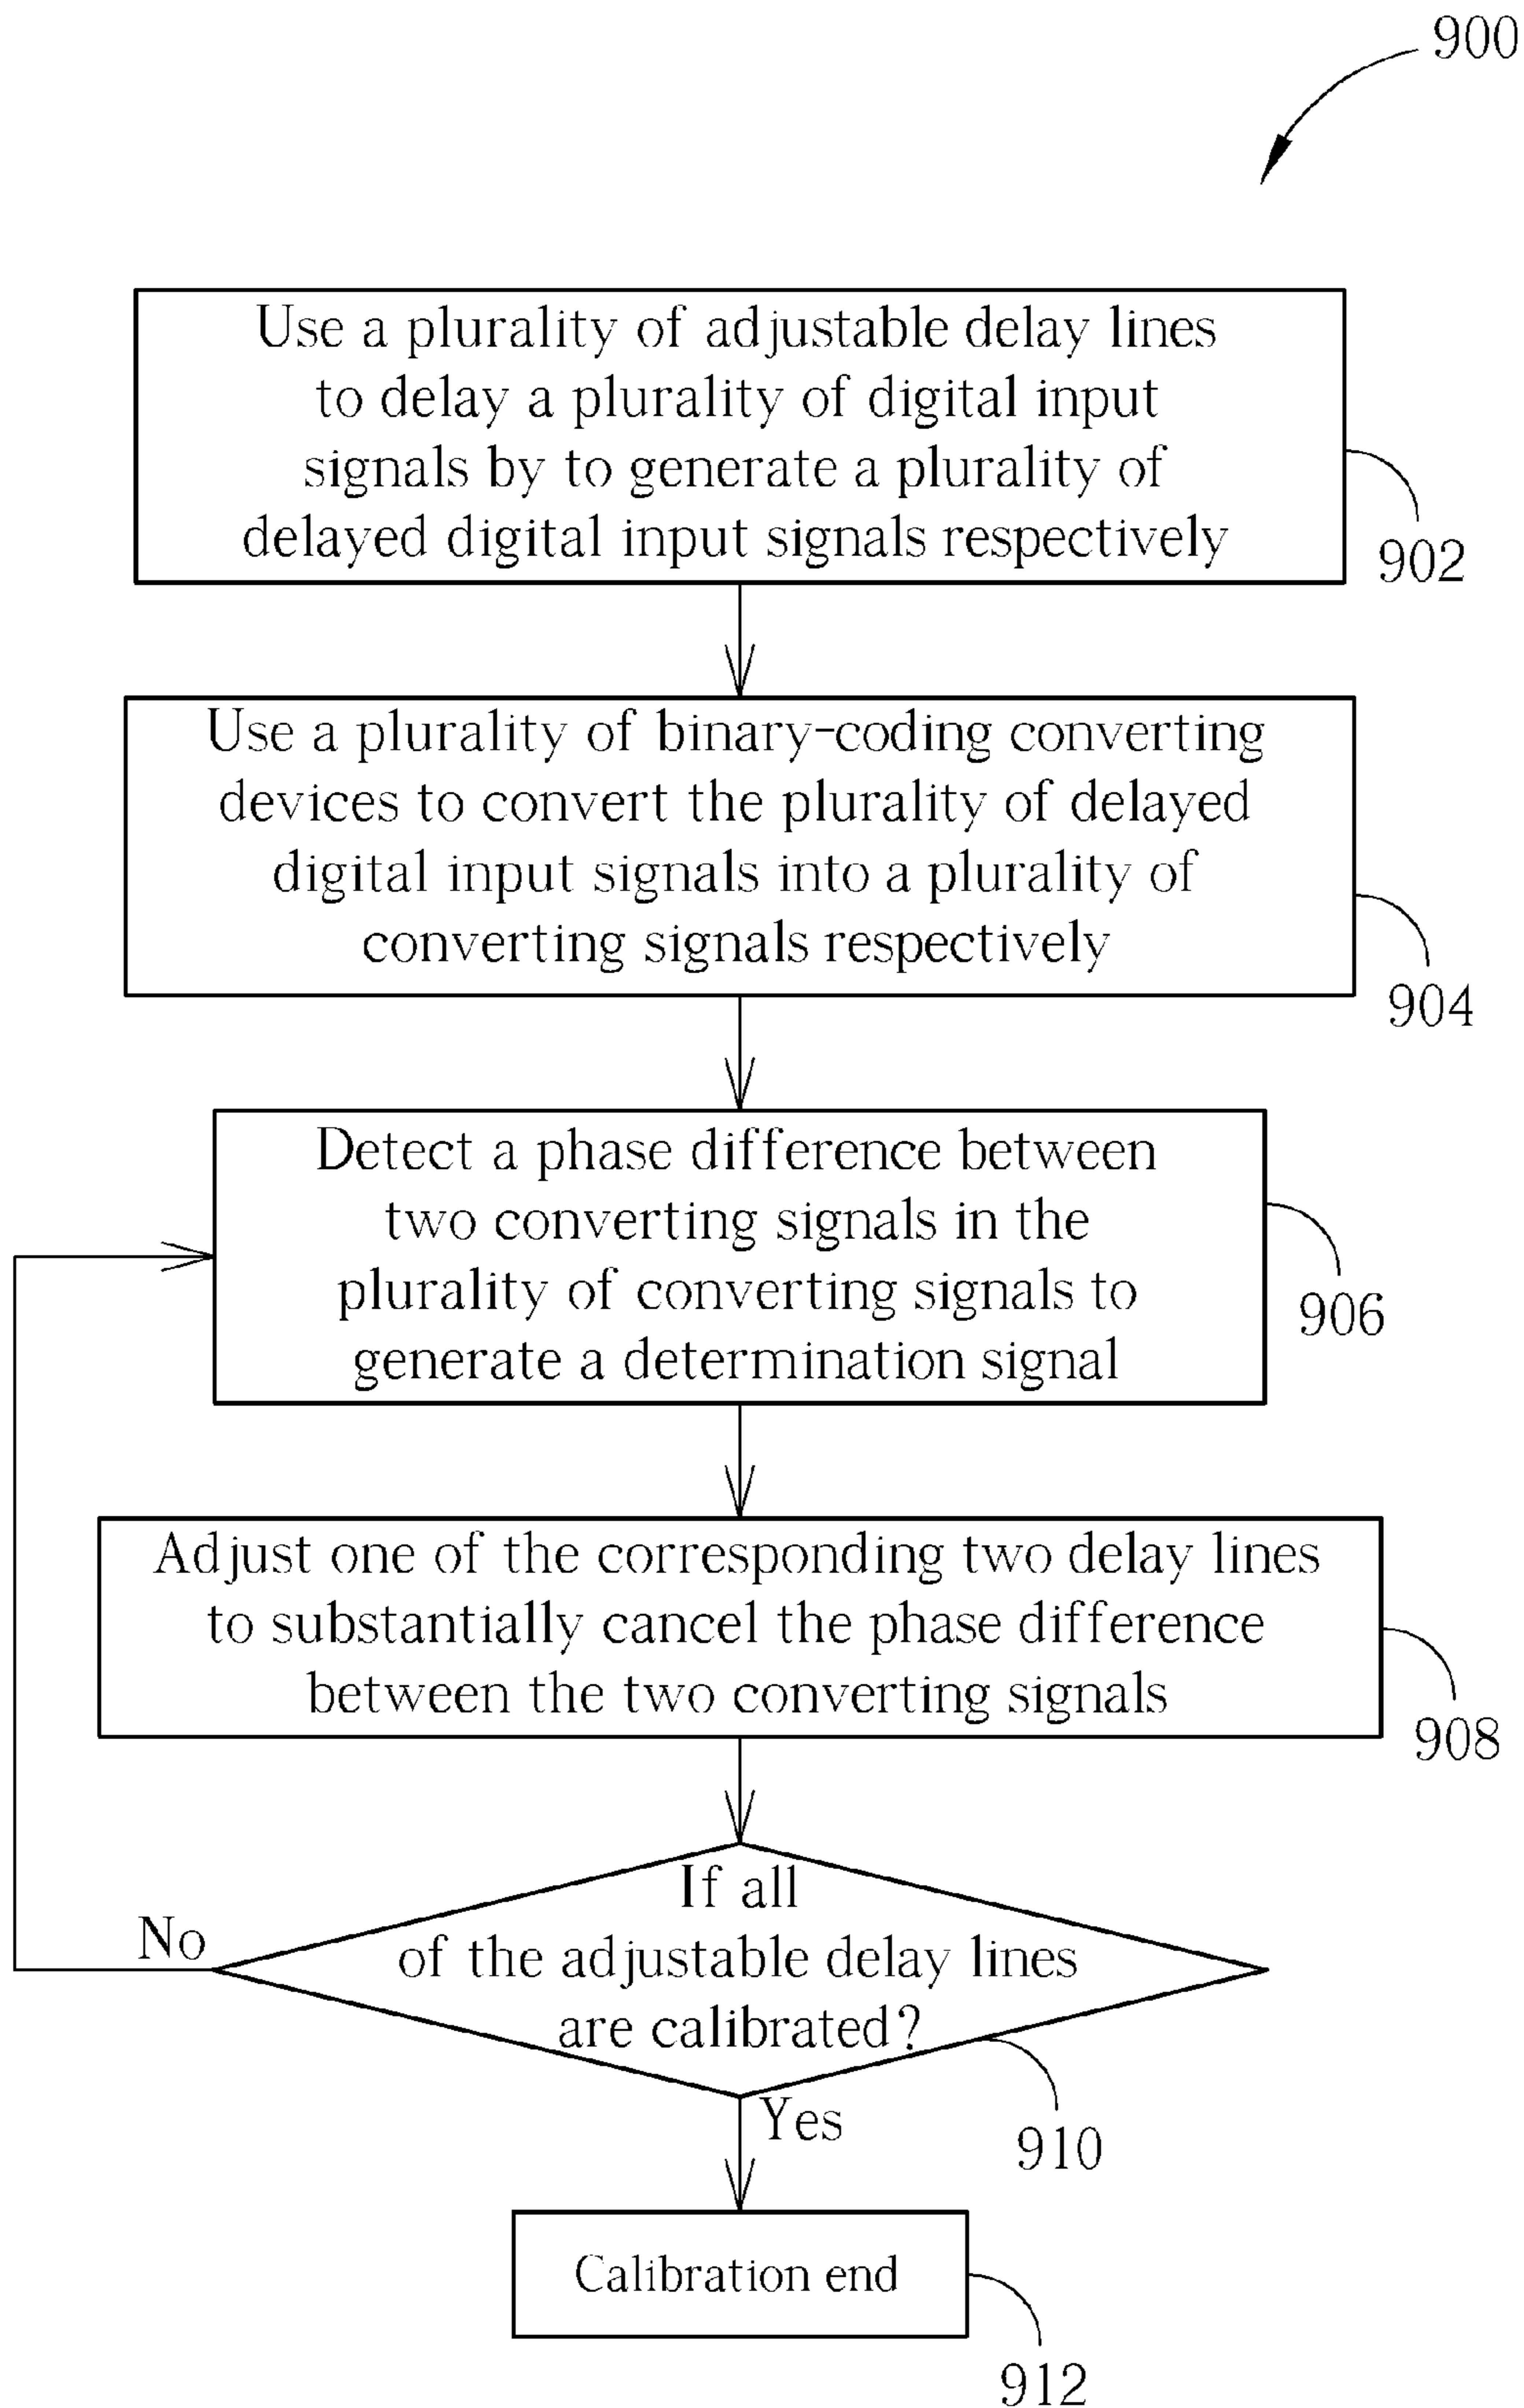 900
Use a plurality of adjustable delay lines
to delay a plurality of digital input
signals by to generate a plurality of
delayed digital input signals respectively
902
Use a plurality of binary-coding converting
devices to convert the plurality of delayed
digital input signals into a plurality of
converting signals respectively
904
Detect a phase difference between
two converting signals in the
plurality of converting signals to
generate a determination signal
906
Adjust one of the corresponding two delay lines
to substantially cancel the phase difference
between the two converting signals
908
If all
of the adjustable delay lines
are calibrated?
No
Yes
910
Calibration end
912